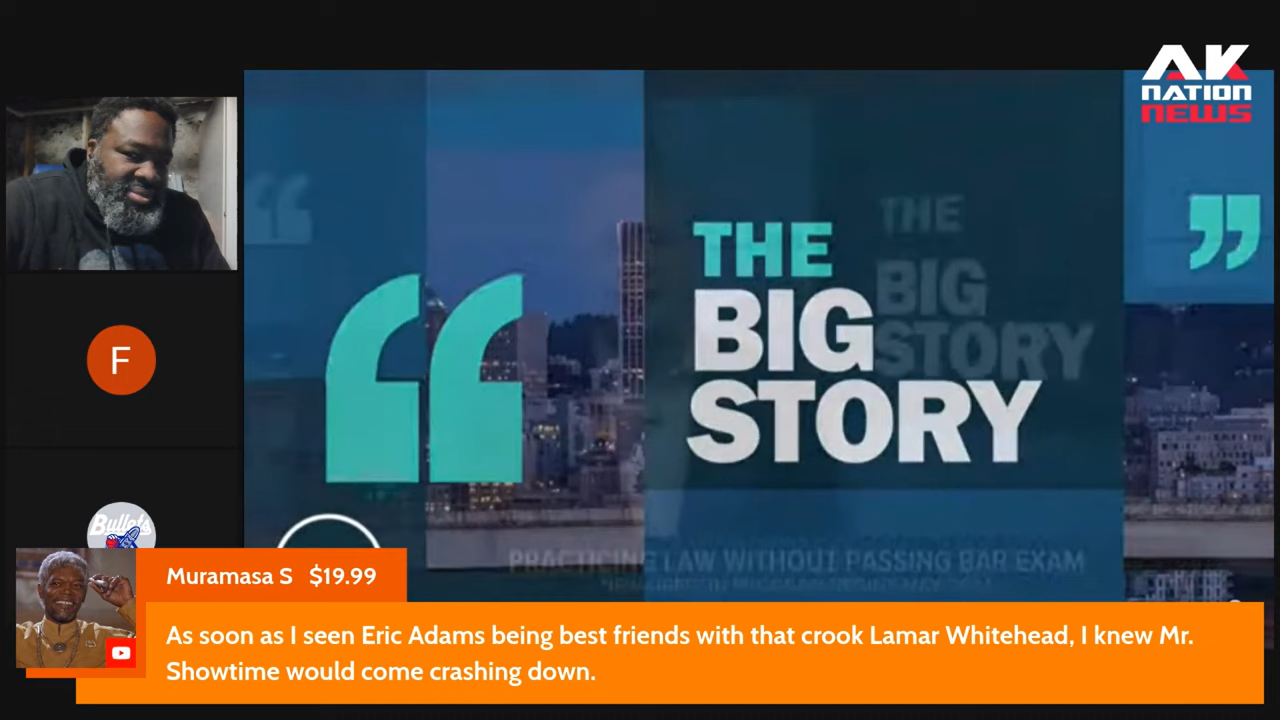 AK
NATION
NEWS
THE
BIG
STORY
THE
BIG
STORY
PRACTICING LAW WITHOUT PASSING BAR EXAM
F
Bullets
Muramasa S $19.99
As soon as I seen Eric Adams being best friends with that crook Lamar Whitehead, I knew Mr.
Showtime would come crashing down.